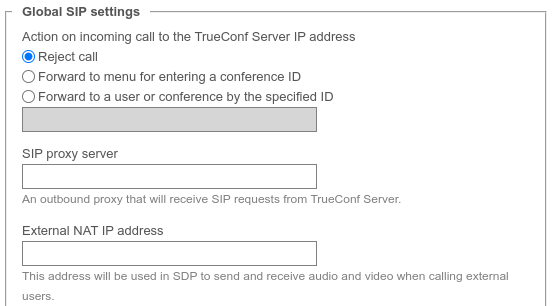 Global SIP settings
Action on incoming call to the TrueConf Server IP address
Reject call
Forward to menu for entering a conference ID
Forward to a user or conference by the specified ID
SIP proxy server
An outbound proxy that will receive SIP requests from TrueConf Server.
External NAT IP address
This address will be used in SDP to send and receive audio and video when calling external
users.